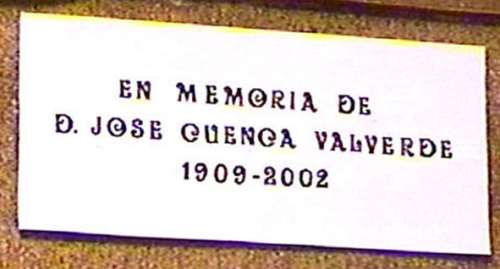 EN MEMORIA DE
D. JOSE CUENCA VALVERDE
1909-2002